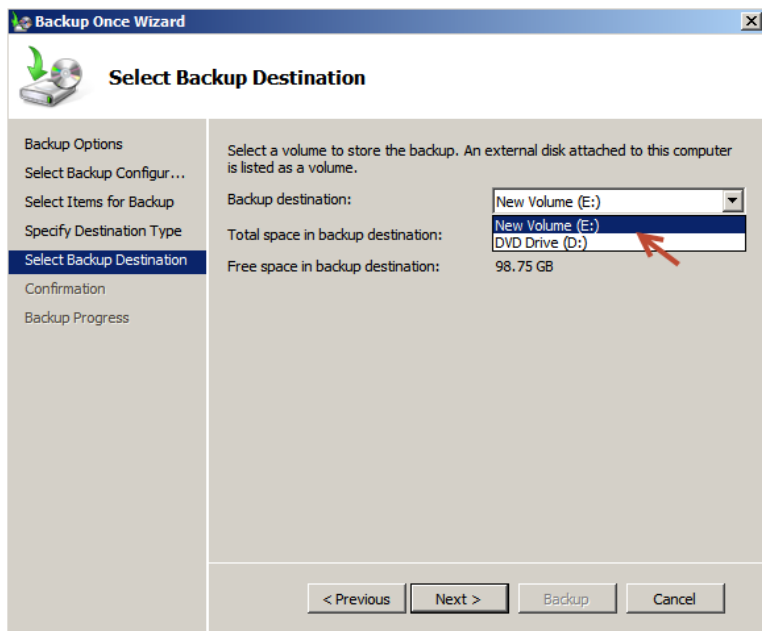 Backup Once Wizard
Select Backup Destination
Backup Options
Select Backup Configur...
Select Items for Backup
Specify Destination Type
Select Backup Destination
Confirmation
Backup Progress
Select a volume to store the backup. An external disk attached to this computer
is listed as a volume.
Backup destination:
New Volume (E:)
New Volume (E:)
DVD Drive (D:)
Total space in backup destination:
Free space in backup destination:
98.75 GB
< Previous
Next >
Backup
Cancel